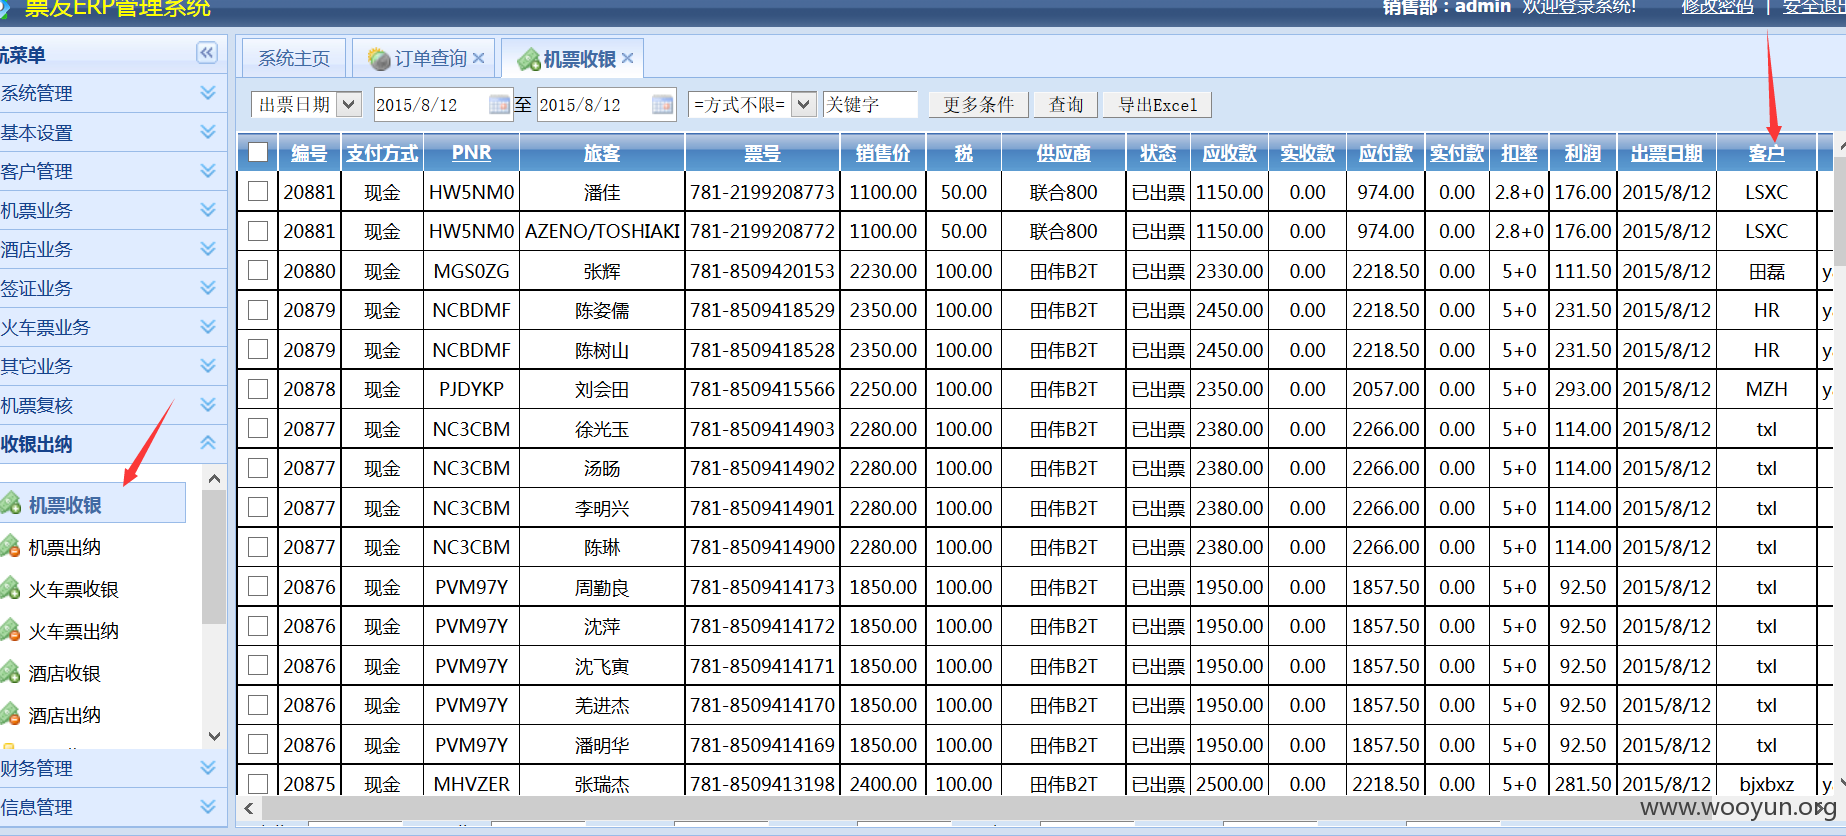 票友ERP管理系统
销售部：admin 欢迎登录系统! 修改密码 | 安全退出
航菜单
系统管理
基本设置
客户管理
机票业务
酒店业务
签证业务
火车票业务
其它业务
机票复核
收银出纳
机票收银
机票出纳
火车票收银
火车票出纳
酒店收银
酒店出纳
财务管理
信息管理
系统主页 订单查询 机票收银
出票日期 2015/8/12 至 2015/8/12 =方式不限= 关键字 更多条件 查询 导出Excel
编号 支付方式 PNR 旅客 票号 销售价 税 供应商 状态 应收款 实收款 应付款 实付款 扣率 利润 出票日期 客户
20881 现金 HW5NM0 潘佳 781-2199208773 1100.00 50.00 联合800 已出票 1150.00 0.00 974.00 0.00 2.8+0 176.00 2015/8/12 LSXC
20881 现金 HW5NM0 AZENO/TOSHIAKI 781-2199208772 1100.00 50.00 联合800 已出票 1150.00 0.00 974.00 0.00 2.8+0 176.00 2015/8/12 LSXC
20880 现金 MGS0ZG 张辉 781-8509420153 2230.00 100.00 田伟B2T 已出票 2330.00 0.00 2218.50 0.00 5+0 111.50 2015/8/12 田磊 y
20879 现金 NCBDMF 陈姿儒 781-8509418529 2350.00 100.00 田伟B2T 已出票 2450.00 0.00 2218.50 0.00 5+0 231.50 2015/8/12 HR y
20879 现金 NCBDMF 陈树山 781-8509418528 2350.00 100.00 田伟B2T 已出票 2450.00 0.00 2218.50 0.00 5+0 231.50 2015/8/12 HR y
20878 现金 PJDYKP 刘会田 781-8509415566 2250.00 100.00 田伟B2T 已出票 2350.00 0.00 2057.00 0.00 5+0 293.00 2015/8/12 MZH y
20877 现金 NC3CBM 徐光玉 781-8509414903 2280.00 100.00 田伟B2T 已出票 2380.00 0.00 2266.00 0.00 5+0 114.00 2015/8/12 txl
20877 现金 NC3CBM 汤旸 781-8509414902 2280.00 100.00 田伟B2T 已出票 2380.00 0.00 2266.00 0.00 5+0 114.00 2015/8/12 txl
20877 现金 NC3CBM 李明兴 781-8509414901 2280.00 100.00 田伟B2T 已出票 2380.00 0.00 2266.00 0.00 5+0 114.00 2015/8/12 txl
20877 现金 NC3CBM 陈琳 781-8509414900 2280.00 100.00 田伟B2T 已出票 2380.00 0.00 2266.00 0.00 5+0 114.00 2015/8/12 txl
20876 现金 PVM97Y 周勤良 781-8509414173 1850.00 100.00 田伟B2T 已出票 1950.00 0.00 1857.50 0.00 5+0 92.50 2015/8/12 txl
20876 现金 PVM97Y 沈萍 781-8509414172 1850.00 100.00 田伟B2T 已出票 1950.00 0.00 1857.50 0.00 5+0 92.50 2015/8/12 txl
20876 现金 PVM97Y 沈飞寅 781-8509414171 1850.00 100.00 田伟B2T 已出票 1950.00 0.00 1857.50 0.00 5+0 92.50 2015/8/12 txl
20876 现金 PVM97Y 羌进杰 781-8509414170 1850.00 100.00 田伟B2T 已出票 1950.00 0.00 1857.50 0.00 5+0 92.50 2015/8/12 txl
20876 现金 PVM97Y 潘明华 781-8509414169 1850.00 100.00 田伟B2T 已出票 1950.00 0.00 1857.50 0.00 5+0 92.50 2015/8/12 txl
20875 现金 MHVZER 张瑞杰 781-8509413198 2400.00 100.00 田伟B2T 已出票 2500.00 0.00 2218.50 0.00 5+0 281.50 2015/8/12 bjxbxz y
www.wooyun.org